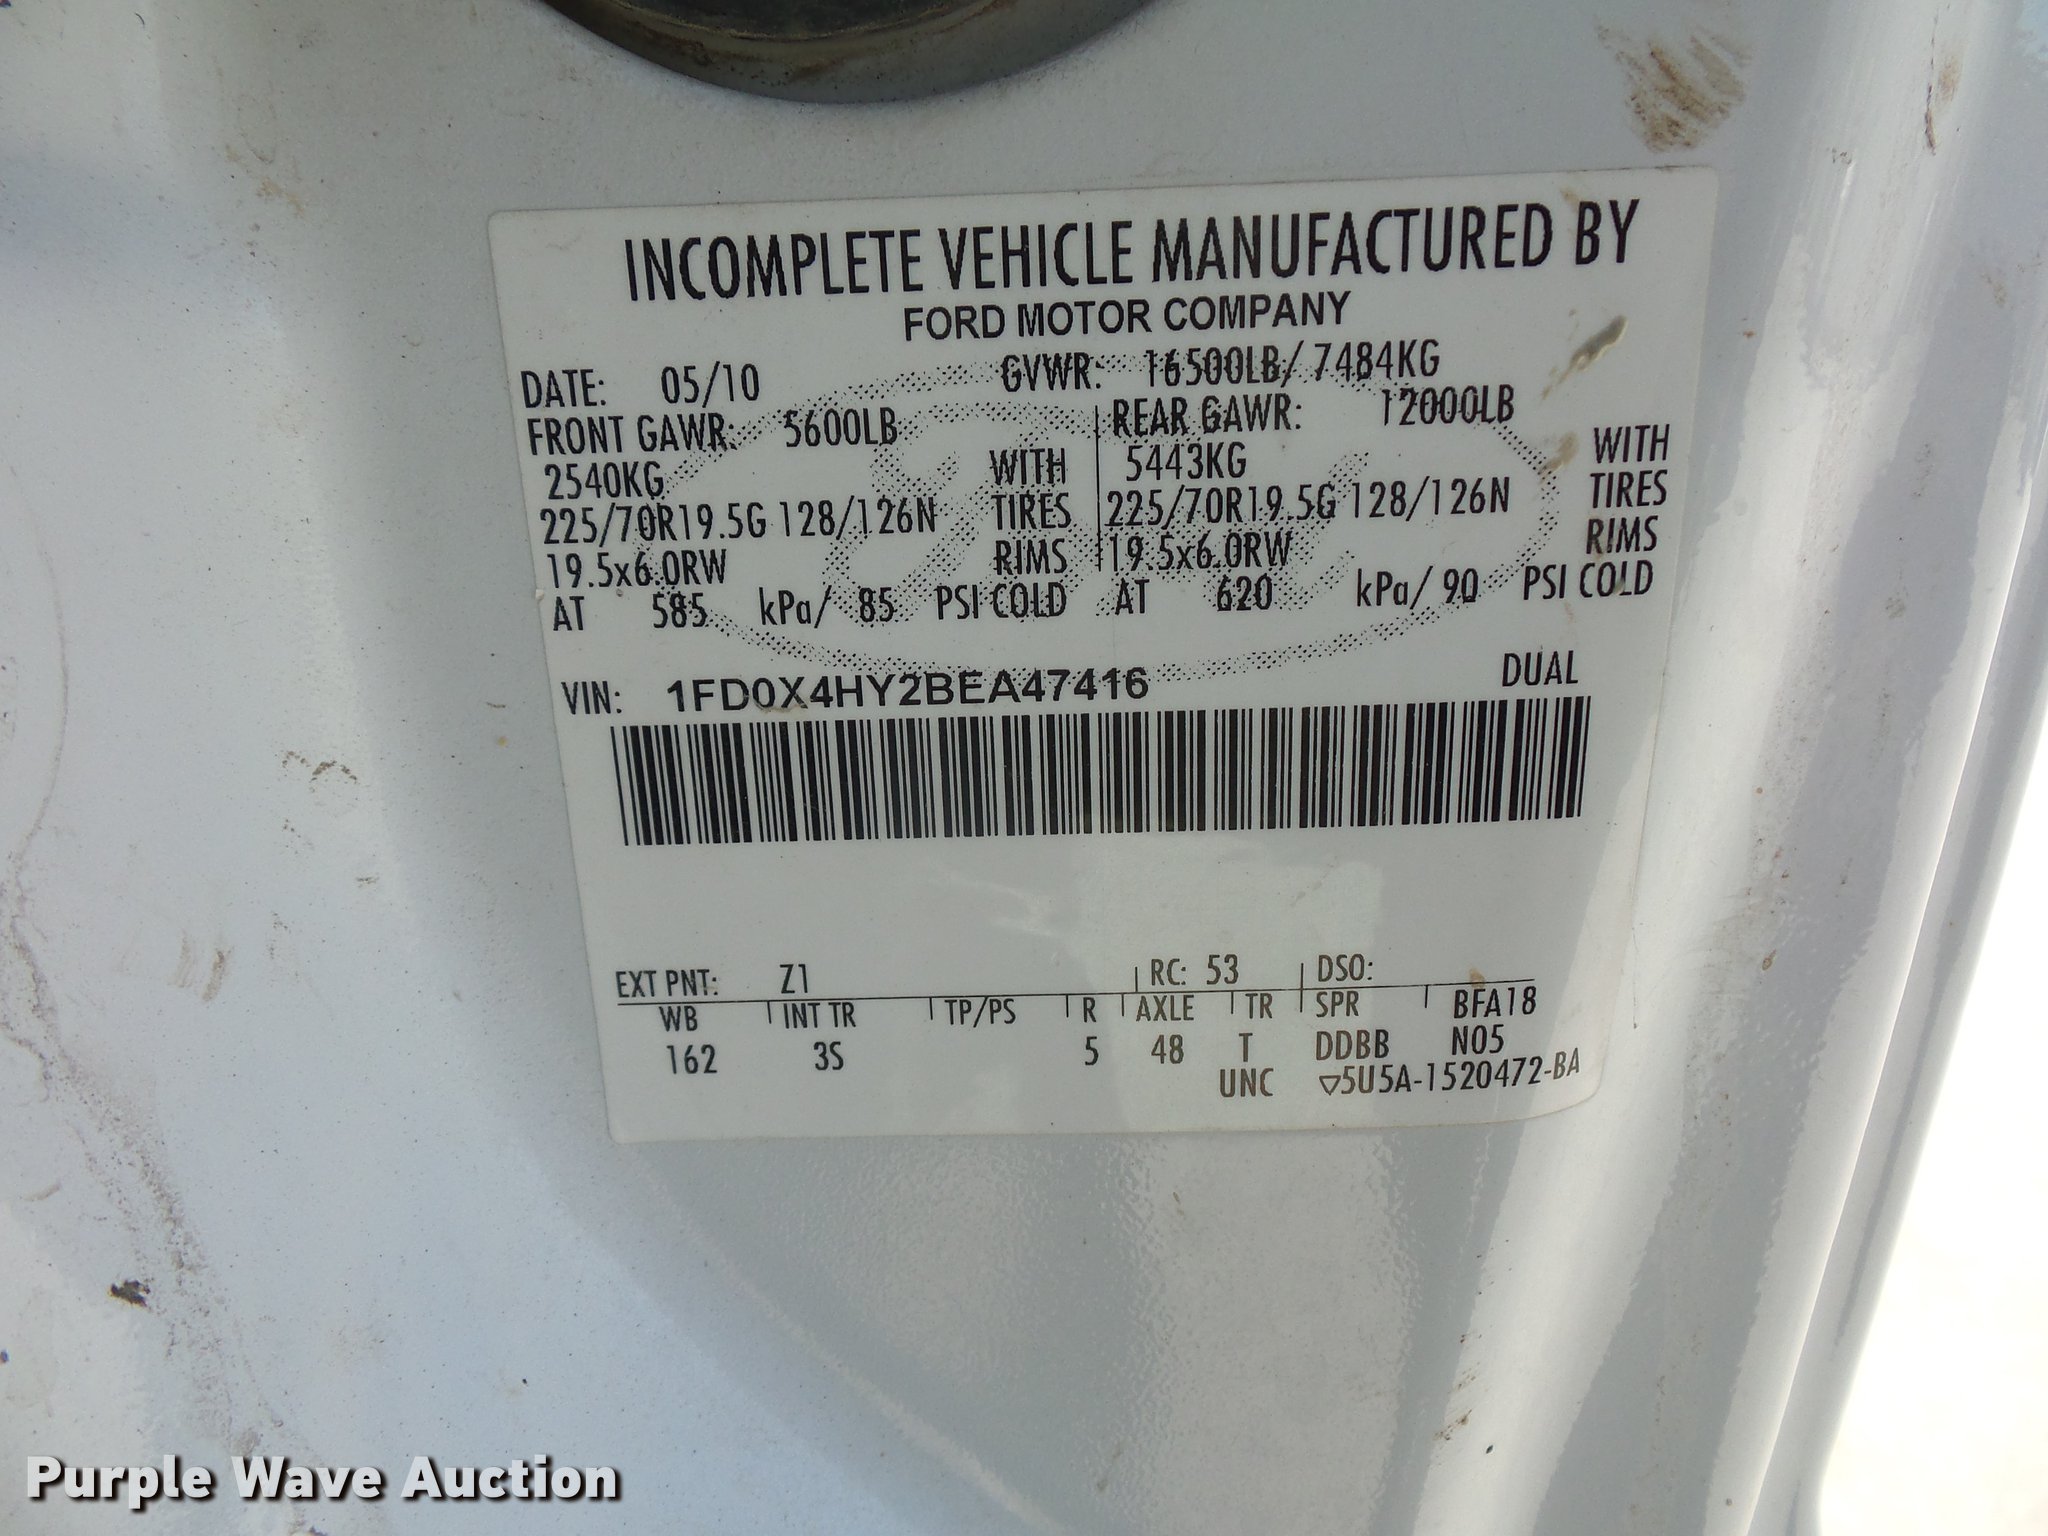 INCOMPLETE VEHICLE MANUFACTURED BY
FORD MOTOR COMPANY
DATE: 05/10 GVWR: 16500LB/ 7484KG
FRONT GAWR: 5600LB REAR GAWR: 12000LB
2540KG WITH 5443KG WITH
225/70R19.5G 128/126N TIRES 225/70R19.5G 128/126N TIRES
19.5x6.0RW RIMS 19.5x6.0RW RIMS
AT 585 kPa/ 85 PSI COLD AT 620 kPa/ 90 PSI COLD
VIN: 1FD0X4HY2BEA47416 DUAL
EXT PNT: Z1 RC: 53 DSO:
WB INT TR TP/PS R AXLE TR SPR BFA18
162 3S 5 48 T DDBB N05
UNC ▽5U5A-1520472-BA
Purple Wave Auction